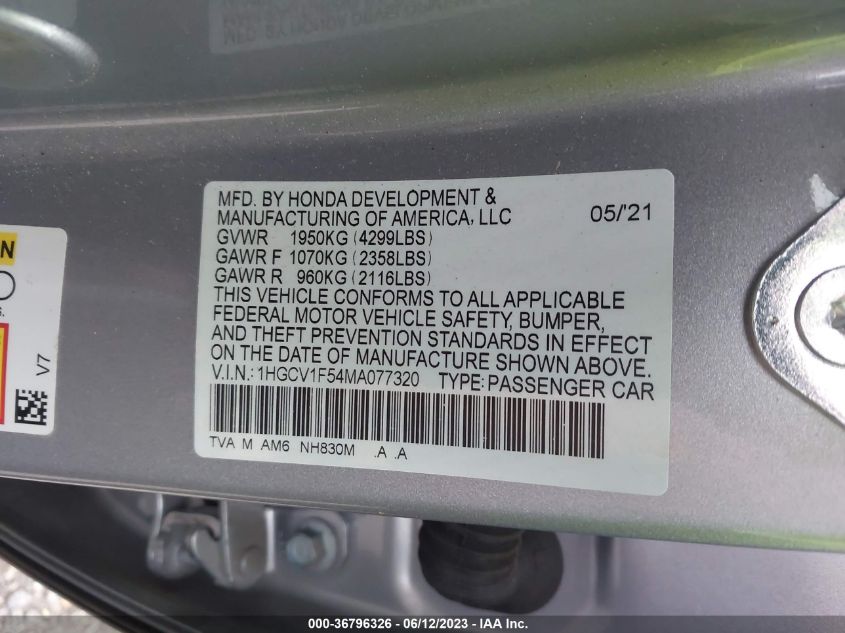 MFD. BY HONDA DEVELOPMENT &
MANUFACTURING OF AMERICA, LLC 05/'21
GVWR 1950KG (4299LBS)
GAWR F 1070KG (2358LBS)
GAWR R 960KG (2116LBS)
THIS VEHICLE CONFORMS TO ALL APPLICABLE
FEDERAL MOTOR VEHICLE SAFETY, BUMPER,
AND THEFT PREVENTION STANDARDS IN EFFECT
ON THE DATE OF MANUFACTURE SHOWN ABOVE.
V.I.N.: 1HGCV1F54MA077320 TYPE: PASSENGER CAR
TVA M AM6 NH830M .A .A
V7
000-36796326 - 06/12/2023 - IAA Inc.